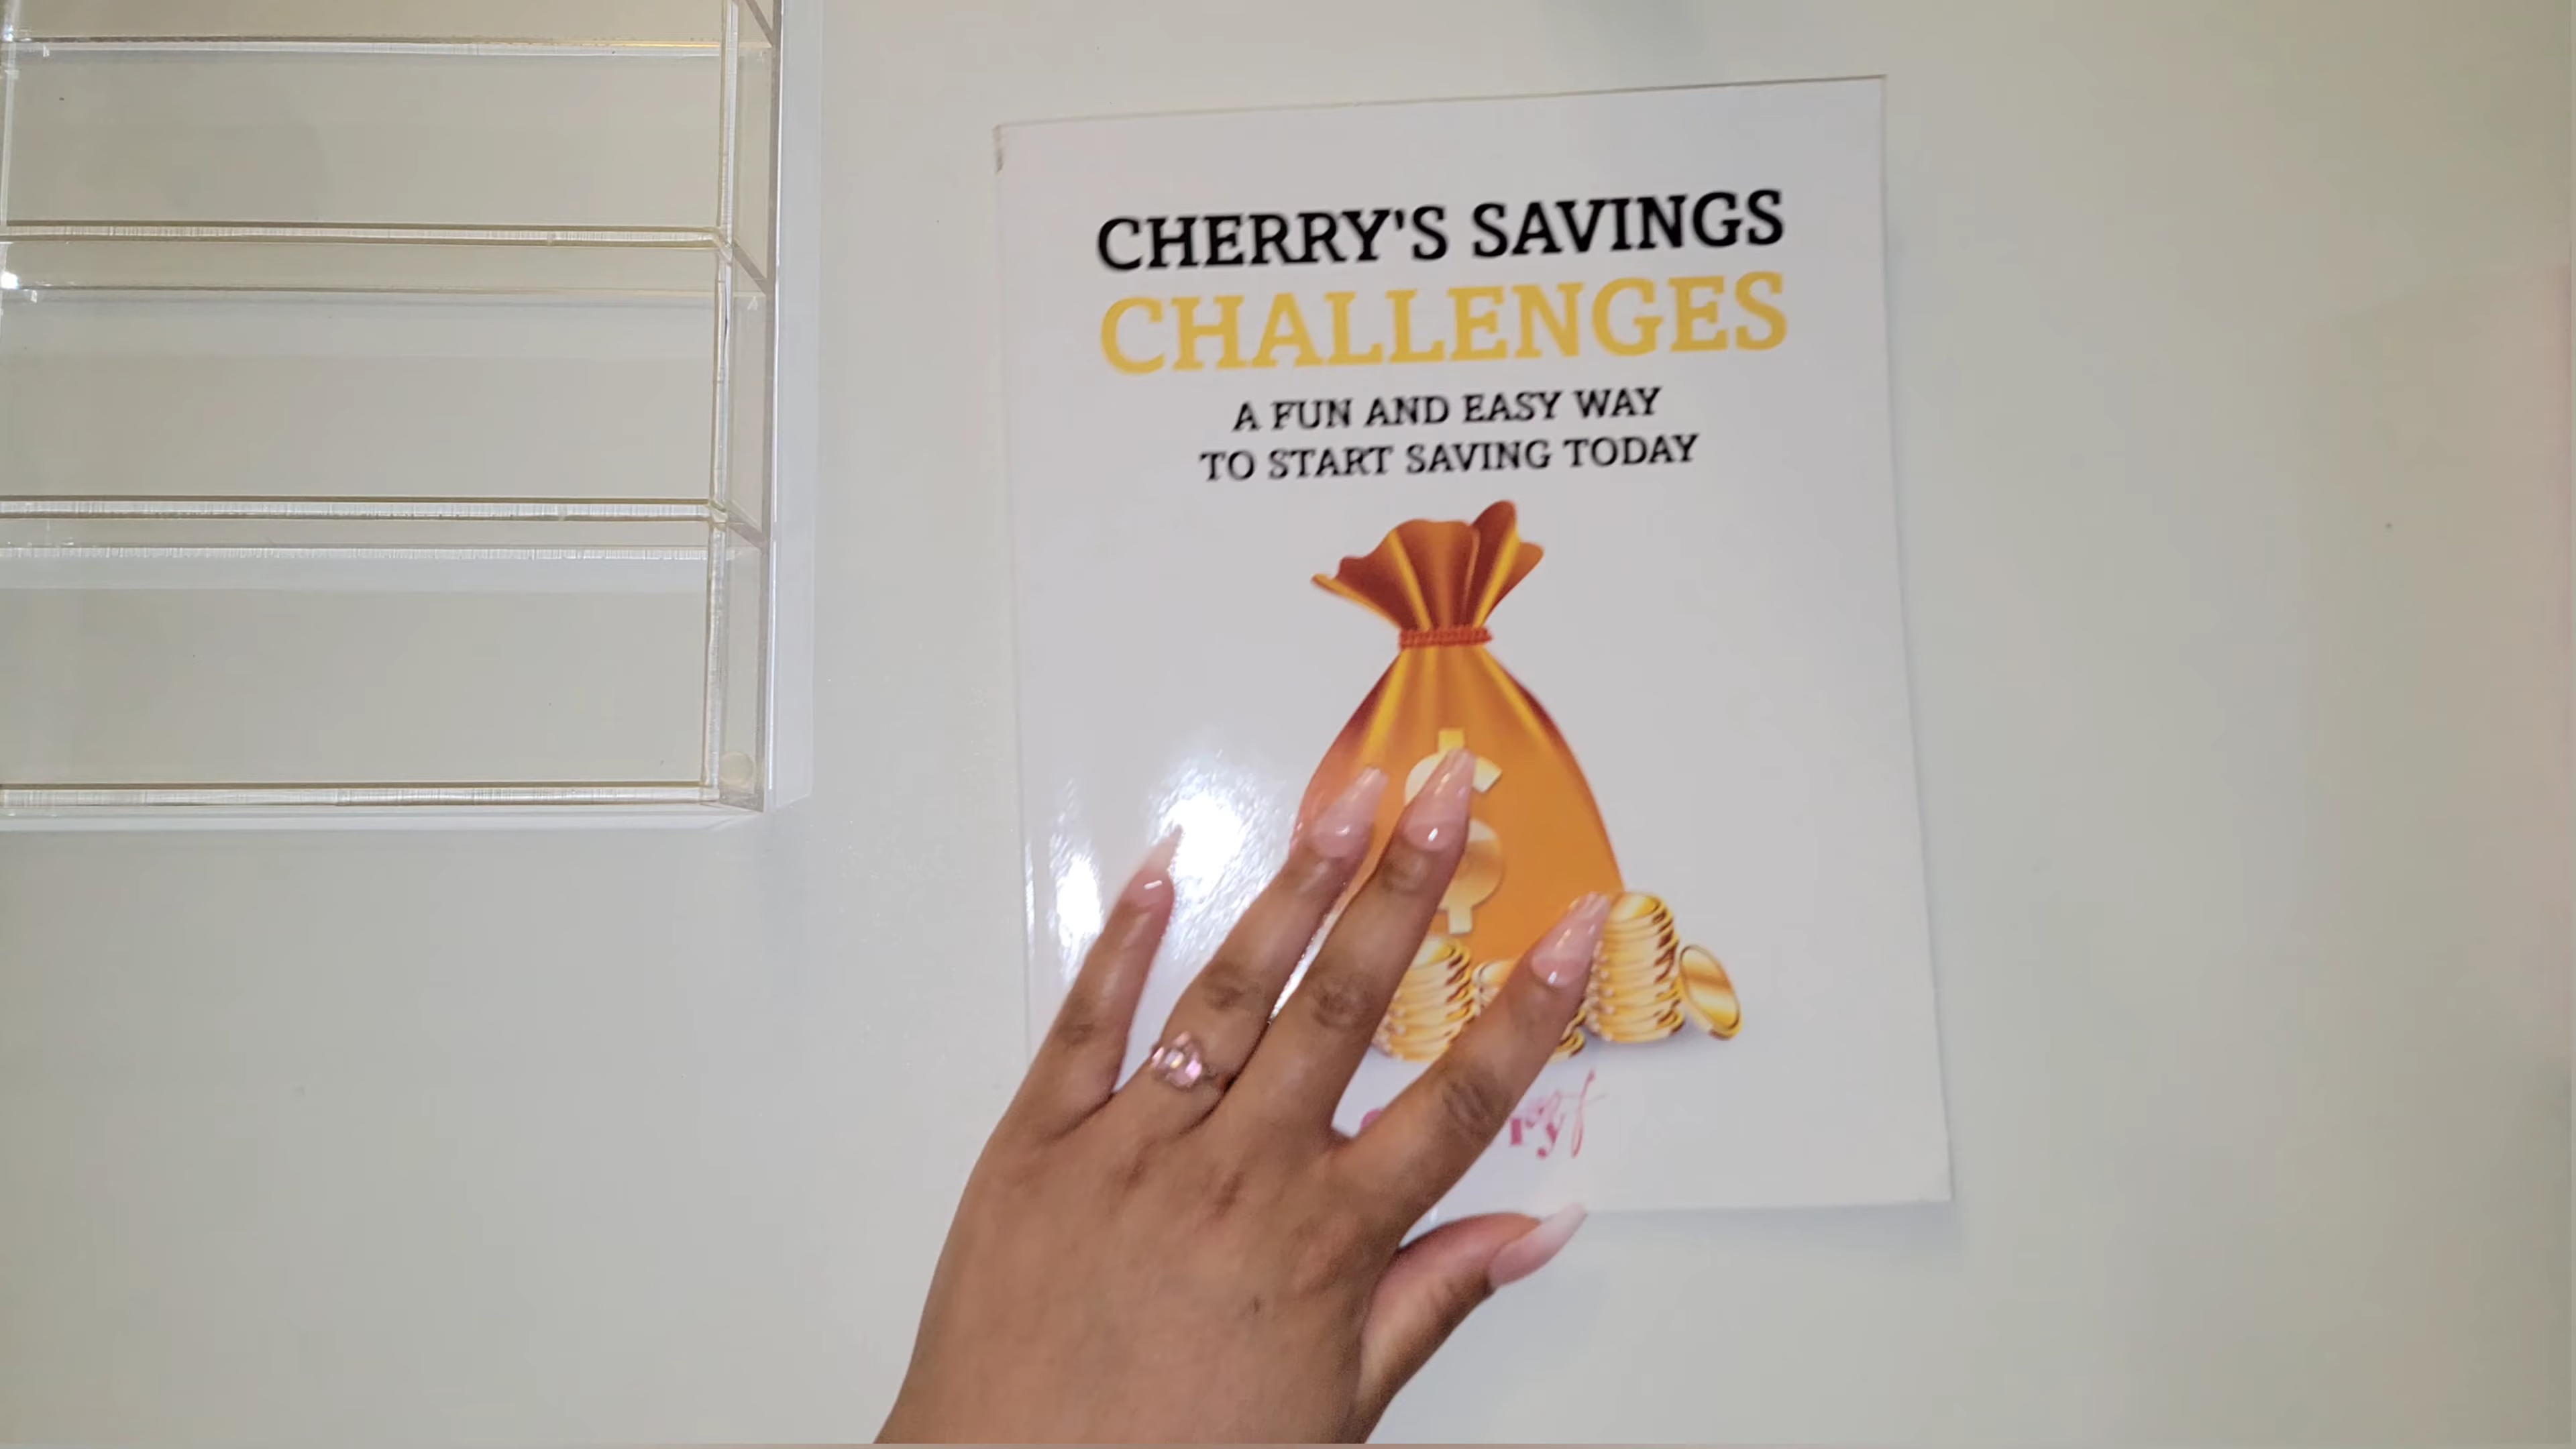 CHERRY'S SAVINGS
CHALLENGES
A FUN AND EASY WAY
TO START SAVING TODAY
$